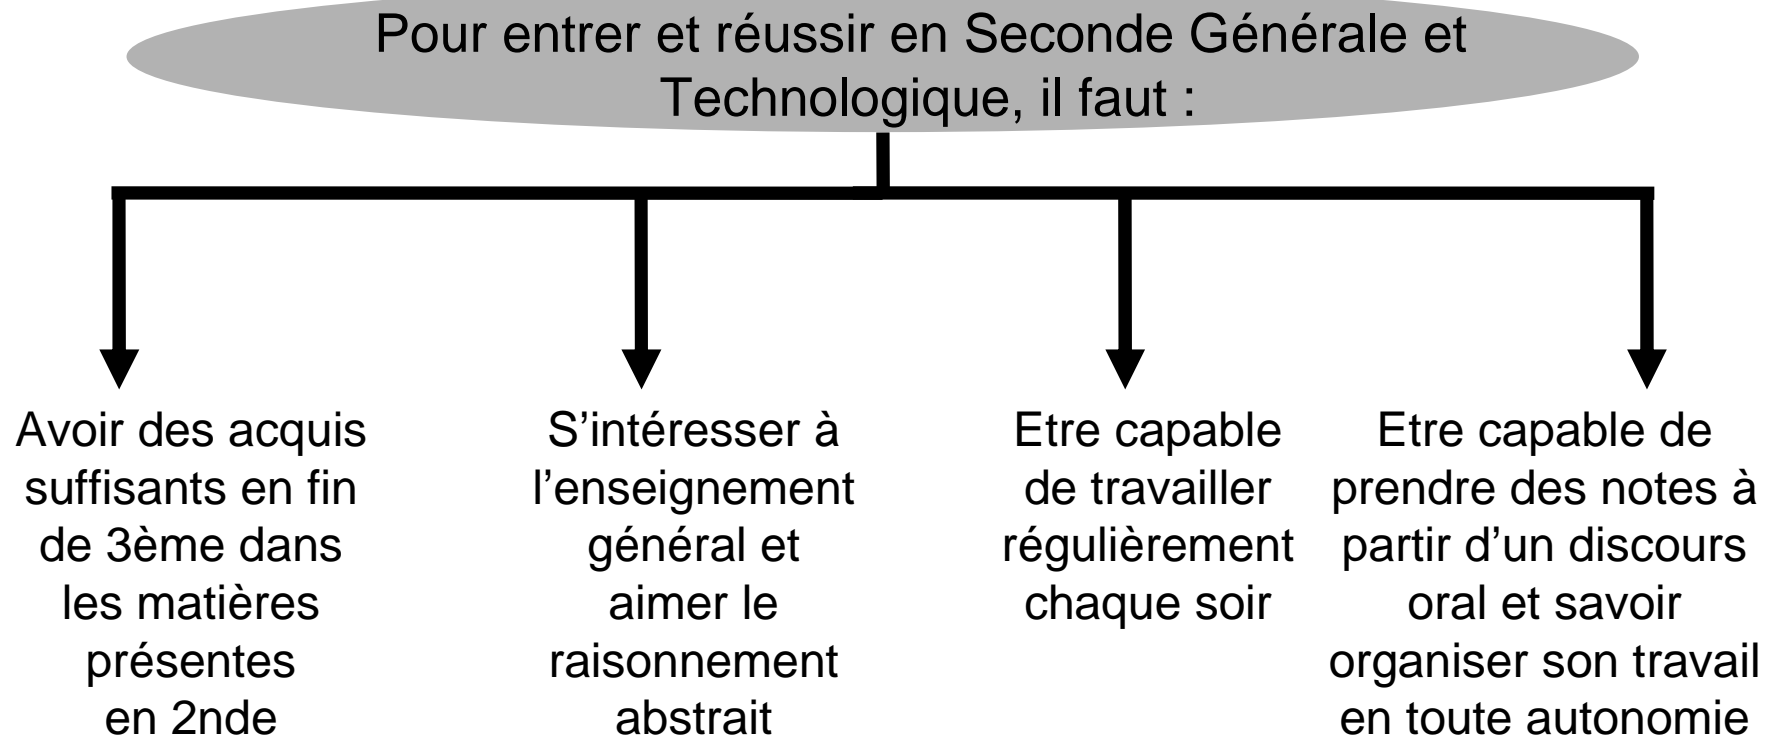 Pour entrer et réussir en Seconde Générale et
Technologique, il faut :
Avoir des acquis
suffisants en fin
de 3ème dans
les matières
présentes
en 2nde
S’intéresser à
l’enseignement
général et
aimer le
raisonnement
abstrait
Etre capable
de travailler
régulièrement
chaque soir
Etre capable de
prendre des notes à
partir d’un discours
oral et savoir
organiser son travail
en toute autonomie